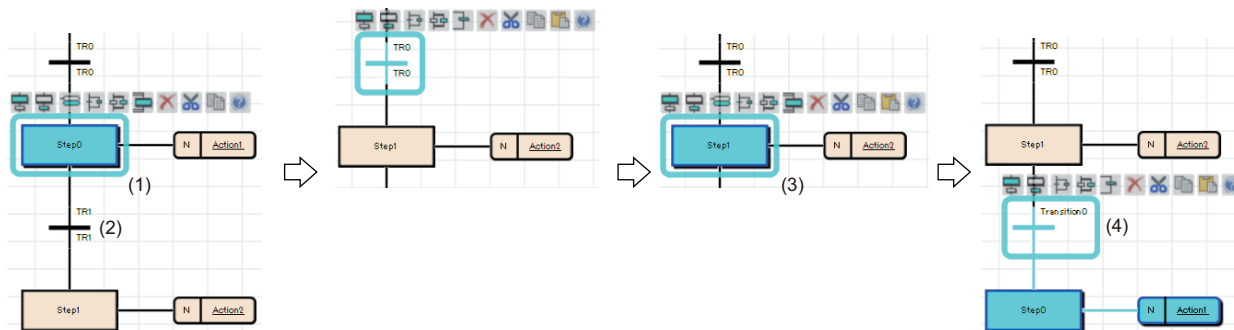 TR0
TR0
Step0
N
Action1
(1)
TR1
(2)
TR1
Step1
N
Action2
TR0
TR0
Step1
N
Action2
TR0
TR0
Step1
N
Action2
(3)
TR0
TR0
Step1
N
Action2
Transition0
(4)
Step0
N
Action1